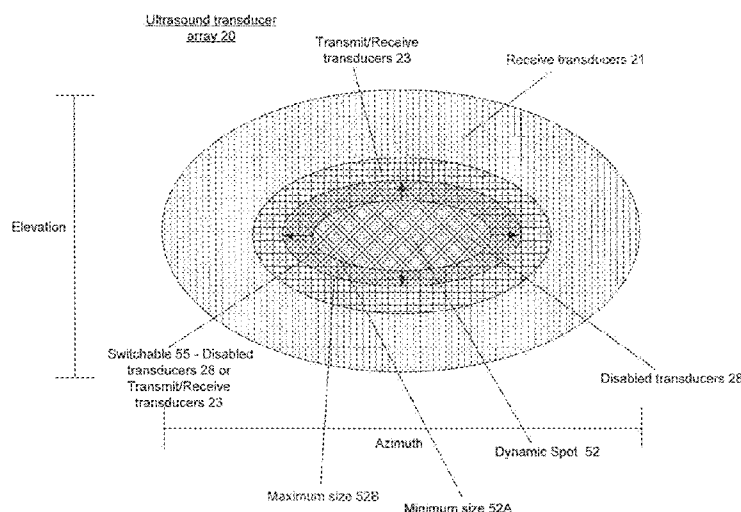 Ultrasound transducer
array 20
Transmit/Receive
transducers 23
Receive transducers 21
Elevation
Switchable 55 - Disabled
transducers 28 or
Transmit/Receive
transducers 23
Disabled transducers 28
Azimuth
Dynamic Spot 52
Maximum size 52B
Minimum size 52A